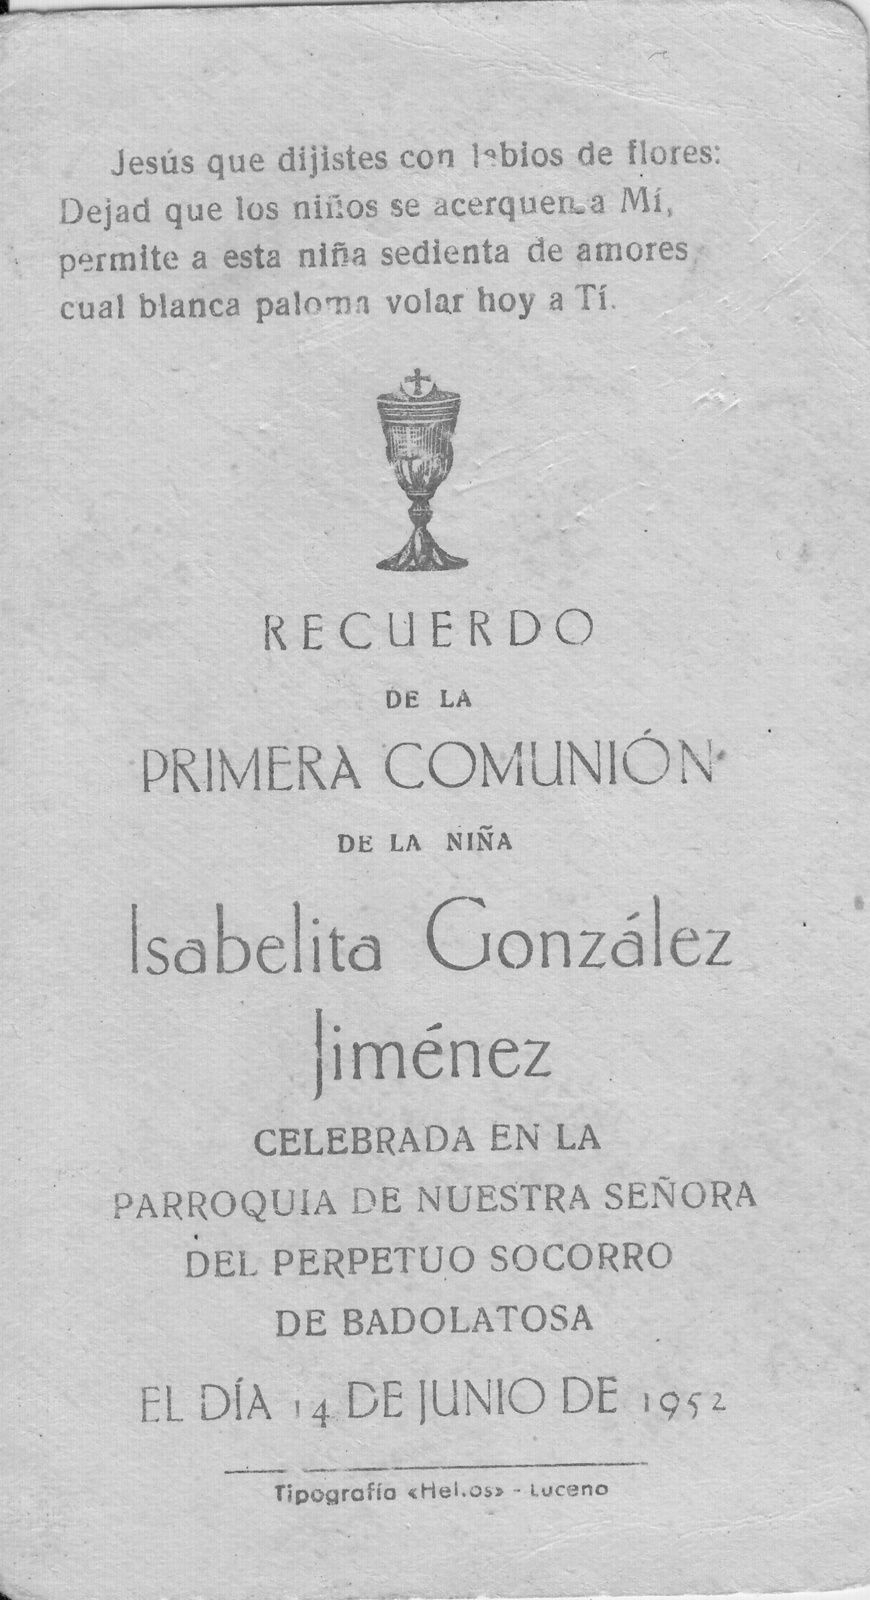 Jesús que dijistes con labios de flores:
Dejad que los niños se acerquen a Mí,
permite a esta niña sedienta de amores
cual blanca paloma volar hoy a Tí.
RECUERDO
DE LA
PRIMERA COMUNIÓN
DE LA NIÑA
Isabelita González
Jiménez
CELEBRADA EN LA
PARROQUIA DE NUESTRA SEÑORA
DEL PERPETUO SOCORRO
DE BADOLATOSA
EL DÍA 14 DE JUNIO DE 1952
Tipografía «Helios» - Lucena